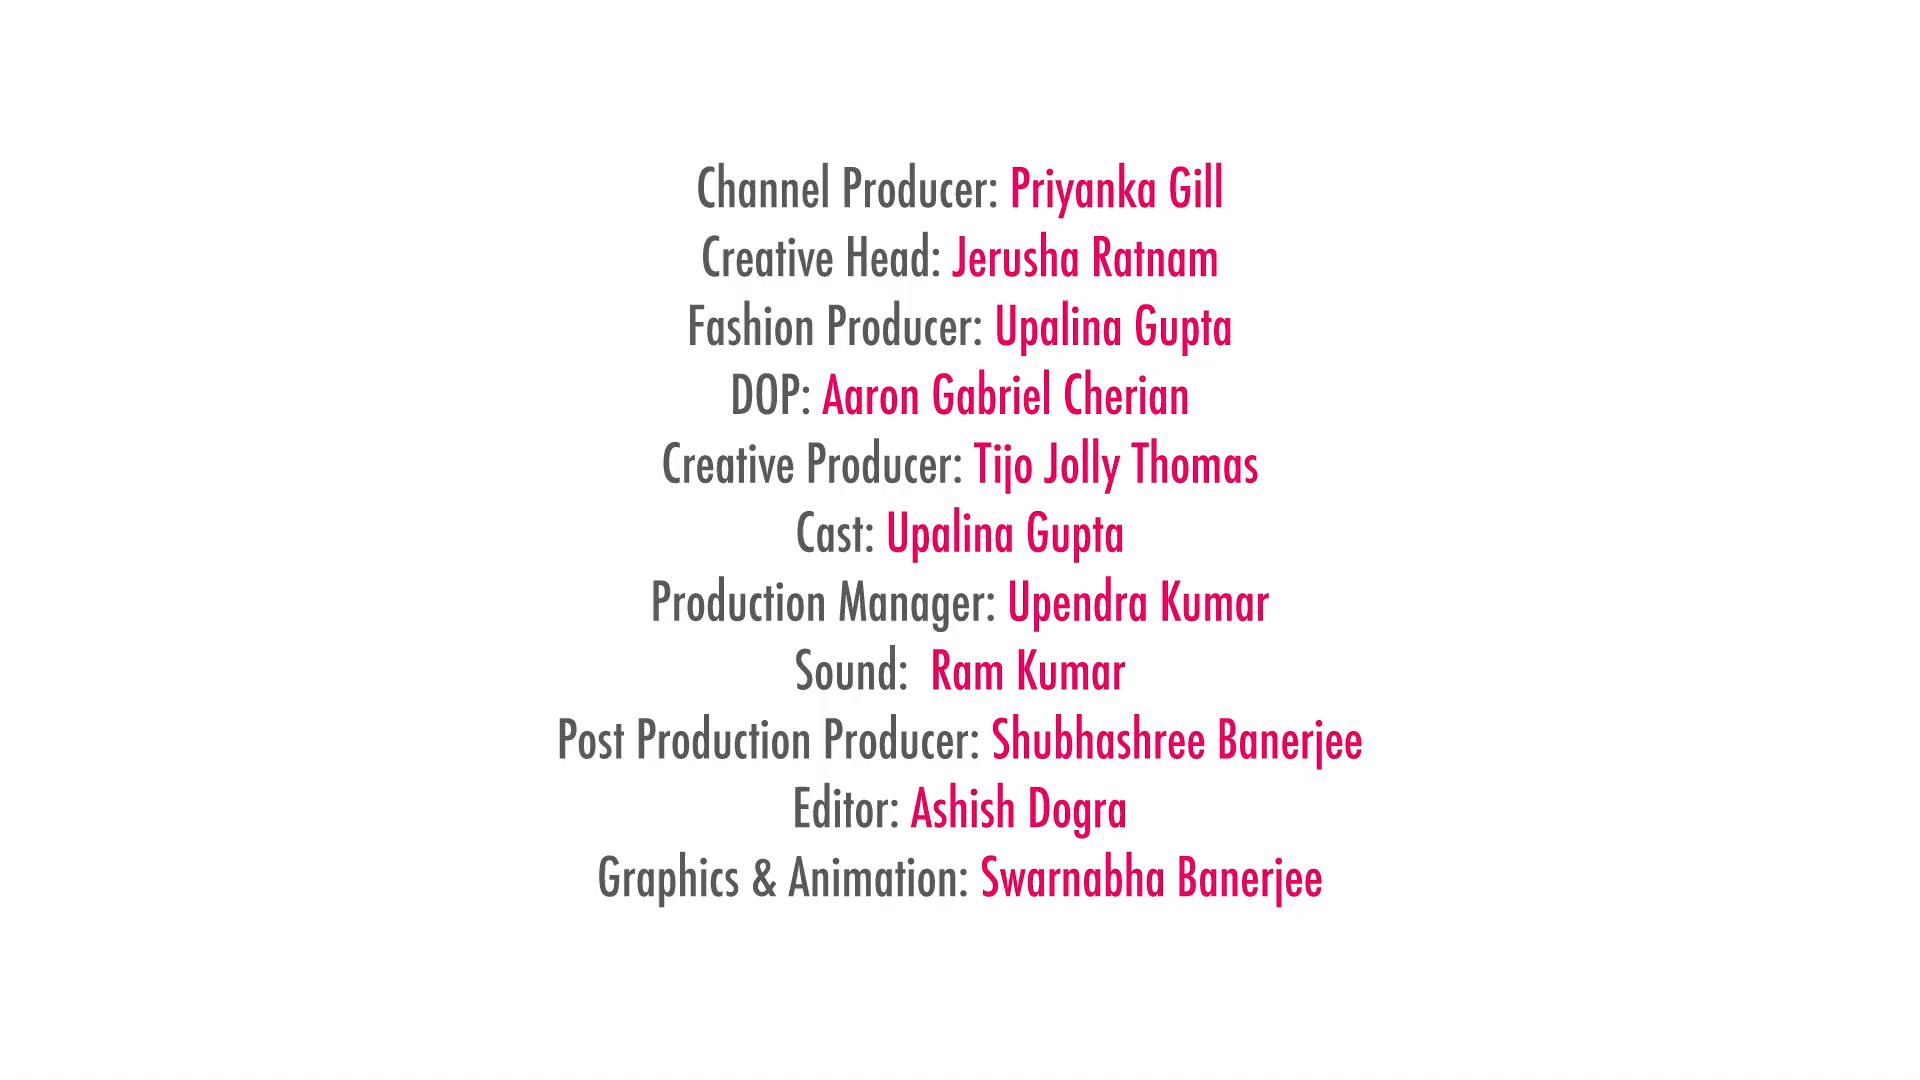 Channel Producer: Priyanka Gill
Creative Head: Jerusha Ratnam
Fashion Producer: Upalina Gupta
DOP: Aaron Gabriel Cherian
Creative Producer: Tijo Jolly Thomas
Cast: Upalina Gupta
Production Manager: Upendra Kumar
Sound:  Ram Kumar
Post Production Producer: Shubhashree Banerjee
Editor: Ashish Dogra
Graphics & Animation: Swarnabha Banerjee